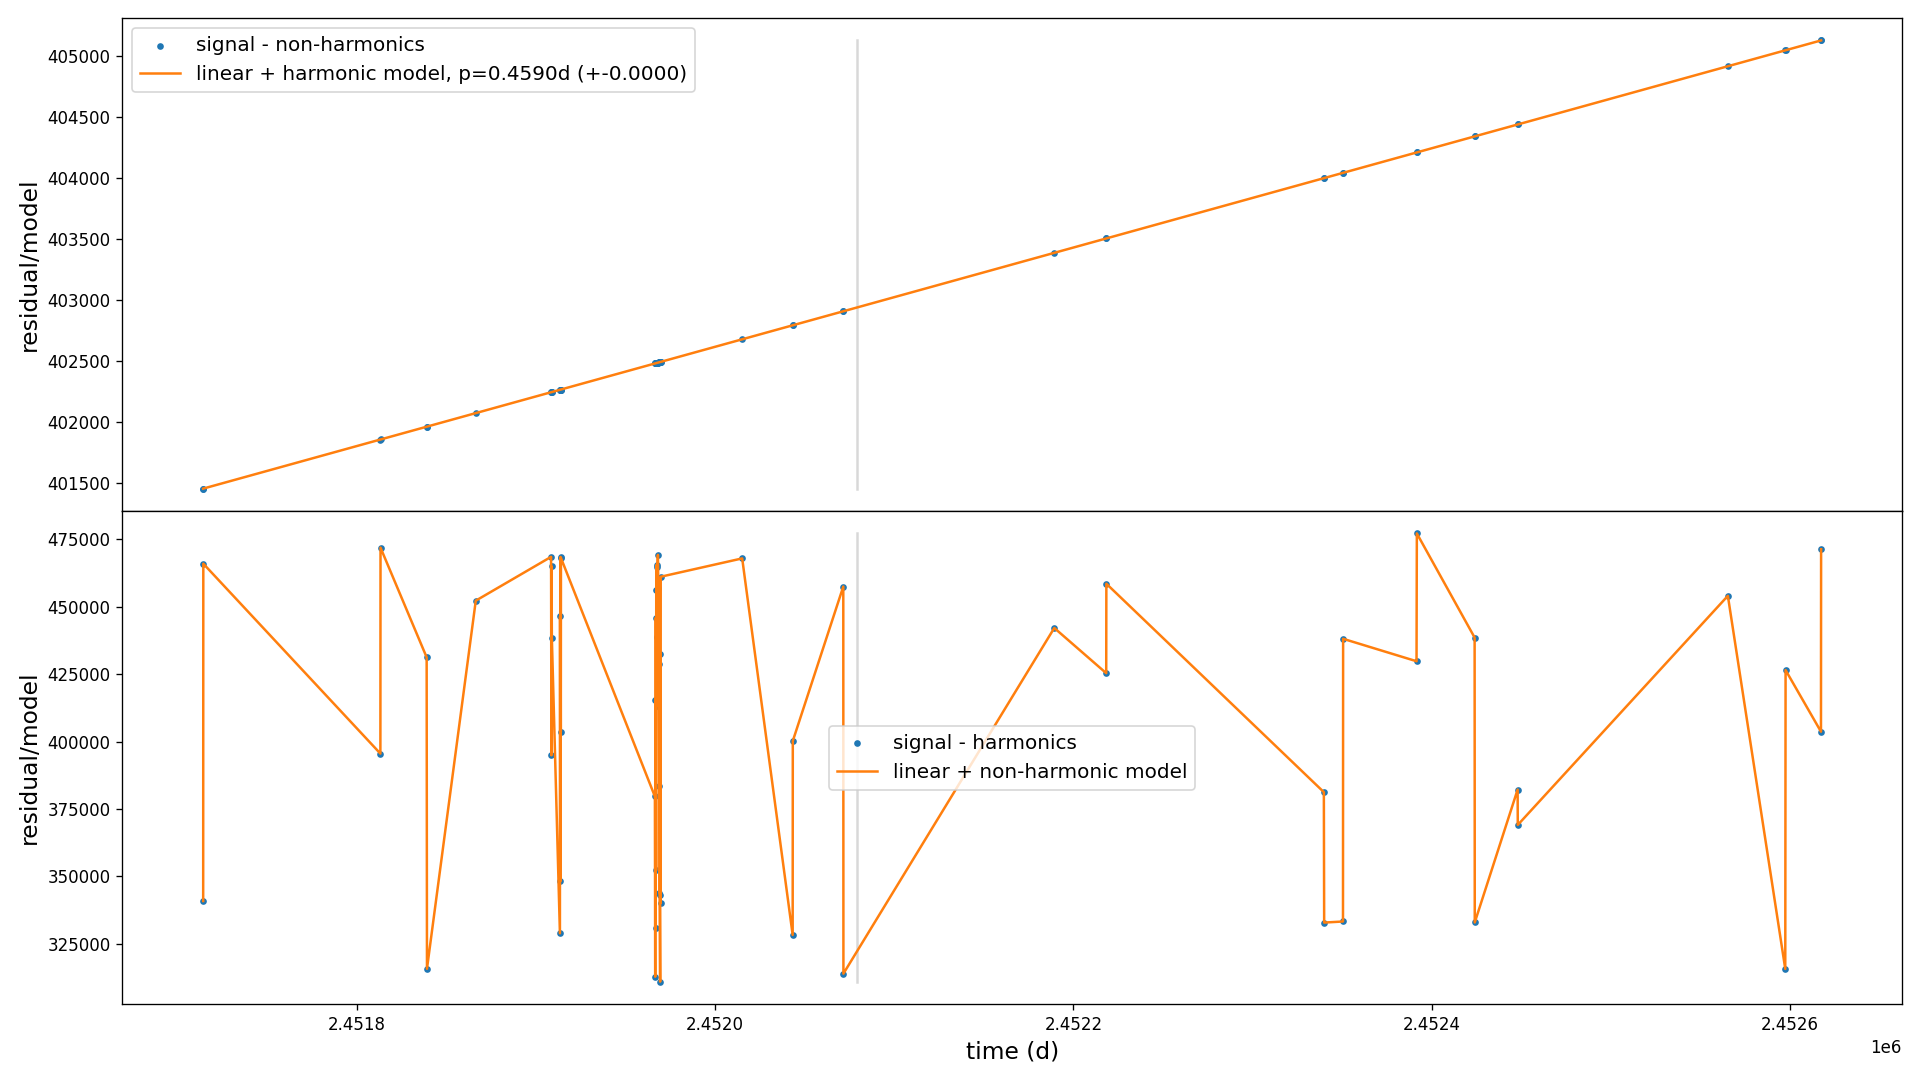 signal - non-harmonics
linear + harmonic model, p=0.4590d (+-0.0000)
405000
404500
404000
403500
403000
402500
402000
401500
residual/model
signal - harmonics
linear + non-harmonic model
475000
450000
425000
400000
375000
350000
325000
residual/model
2.4518 2.4520 2.4522 2.4524 2.4526
1e6
time (d)